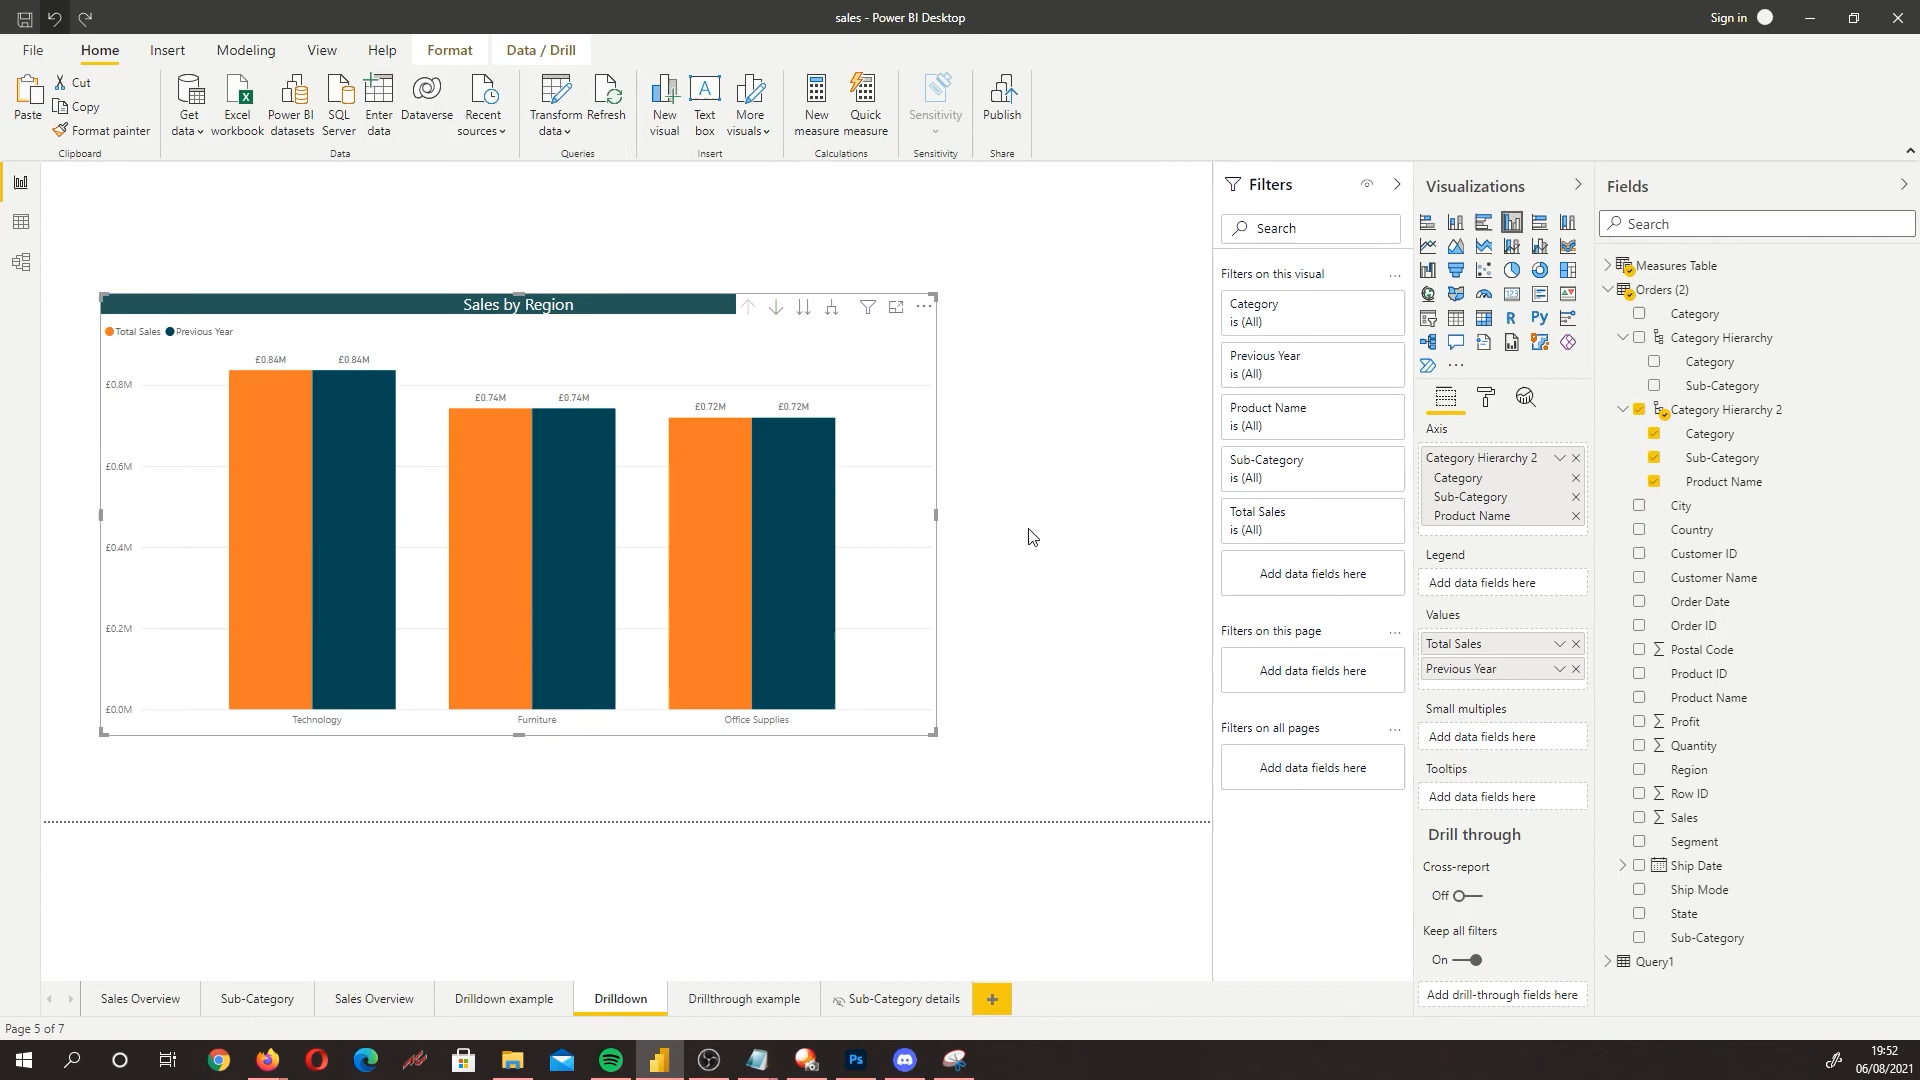 sales - Power BI Desktop
Sign in
File
Home
Insert
Modeling
View
Help
Format
Data / Drill
Paste
Cut
Copy
Format painter
Clipboard
Get data
Excel workbook
Power BI datasets
SQL Server
Enter data
Dataverse
Recent sources
Data
Transform data
Refresh
Queries
New visual
Text box
More visuals
Insert
New measure
Quick measure
Calculations
Sensitivity
Sensitivity
Publish
Share
Sales by Region
Total Sales
Previous Year
£0.8M
£0.6M
£0.4M
£0.2M
£0.0M
£0.84M
£0.84M
£0.74M
£0.74M
£0.72M
£0.72M
Technology
Furniture
Office Supplies
Filters
Search
Filters on this visual
Category
is (All)
Previous Year
is (All)
Product Name
is (All)
Sub-Category
is (All)
Total Sales
is (All)
Add data fields here
Filters on this page
Add data fields here
Filters on all pages
Add data fields here
Visualizations
R
Py
123
Axis
Category Hierarchy 2
Category
Sub-Category
Product Name
Legend
Add data fields here
Values
Total Sales
Previous Year
Small multiples
Add data fields here
Tooltips
Add data fields here
Drill through
Cross-report
Off
Keep all filters
On
Add drill-through fields here
Fields
Search
Measures Table
Orders (2)
Category
Category Hierarchy
Category
Sub-Category
Category Hierarchy 2
Category
Sub-Category
Product Name
City
Country
Customer ID
Customer Name
Order Date
Order ID
Postal Code
Product ID
Product Name
Profit
Quantity
Region
Row ID
Sales
Segment
Ship Date
Ship Mode
State
Sub-Category
Query1
Sales Overview
Sub-Category
Sales Overview
Drilldown example
Drilldown
Drillthrough example
Sub-Category details
Page 5 of 7
Ps
19:52
06/08/2021